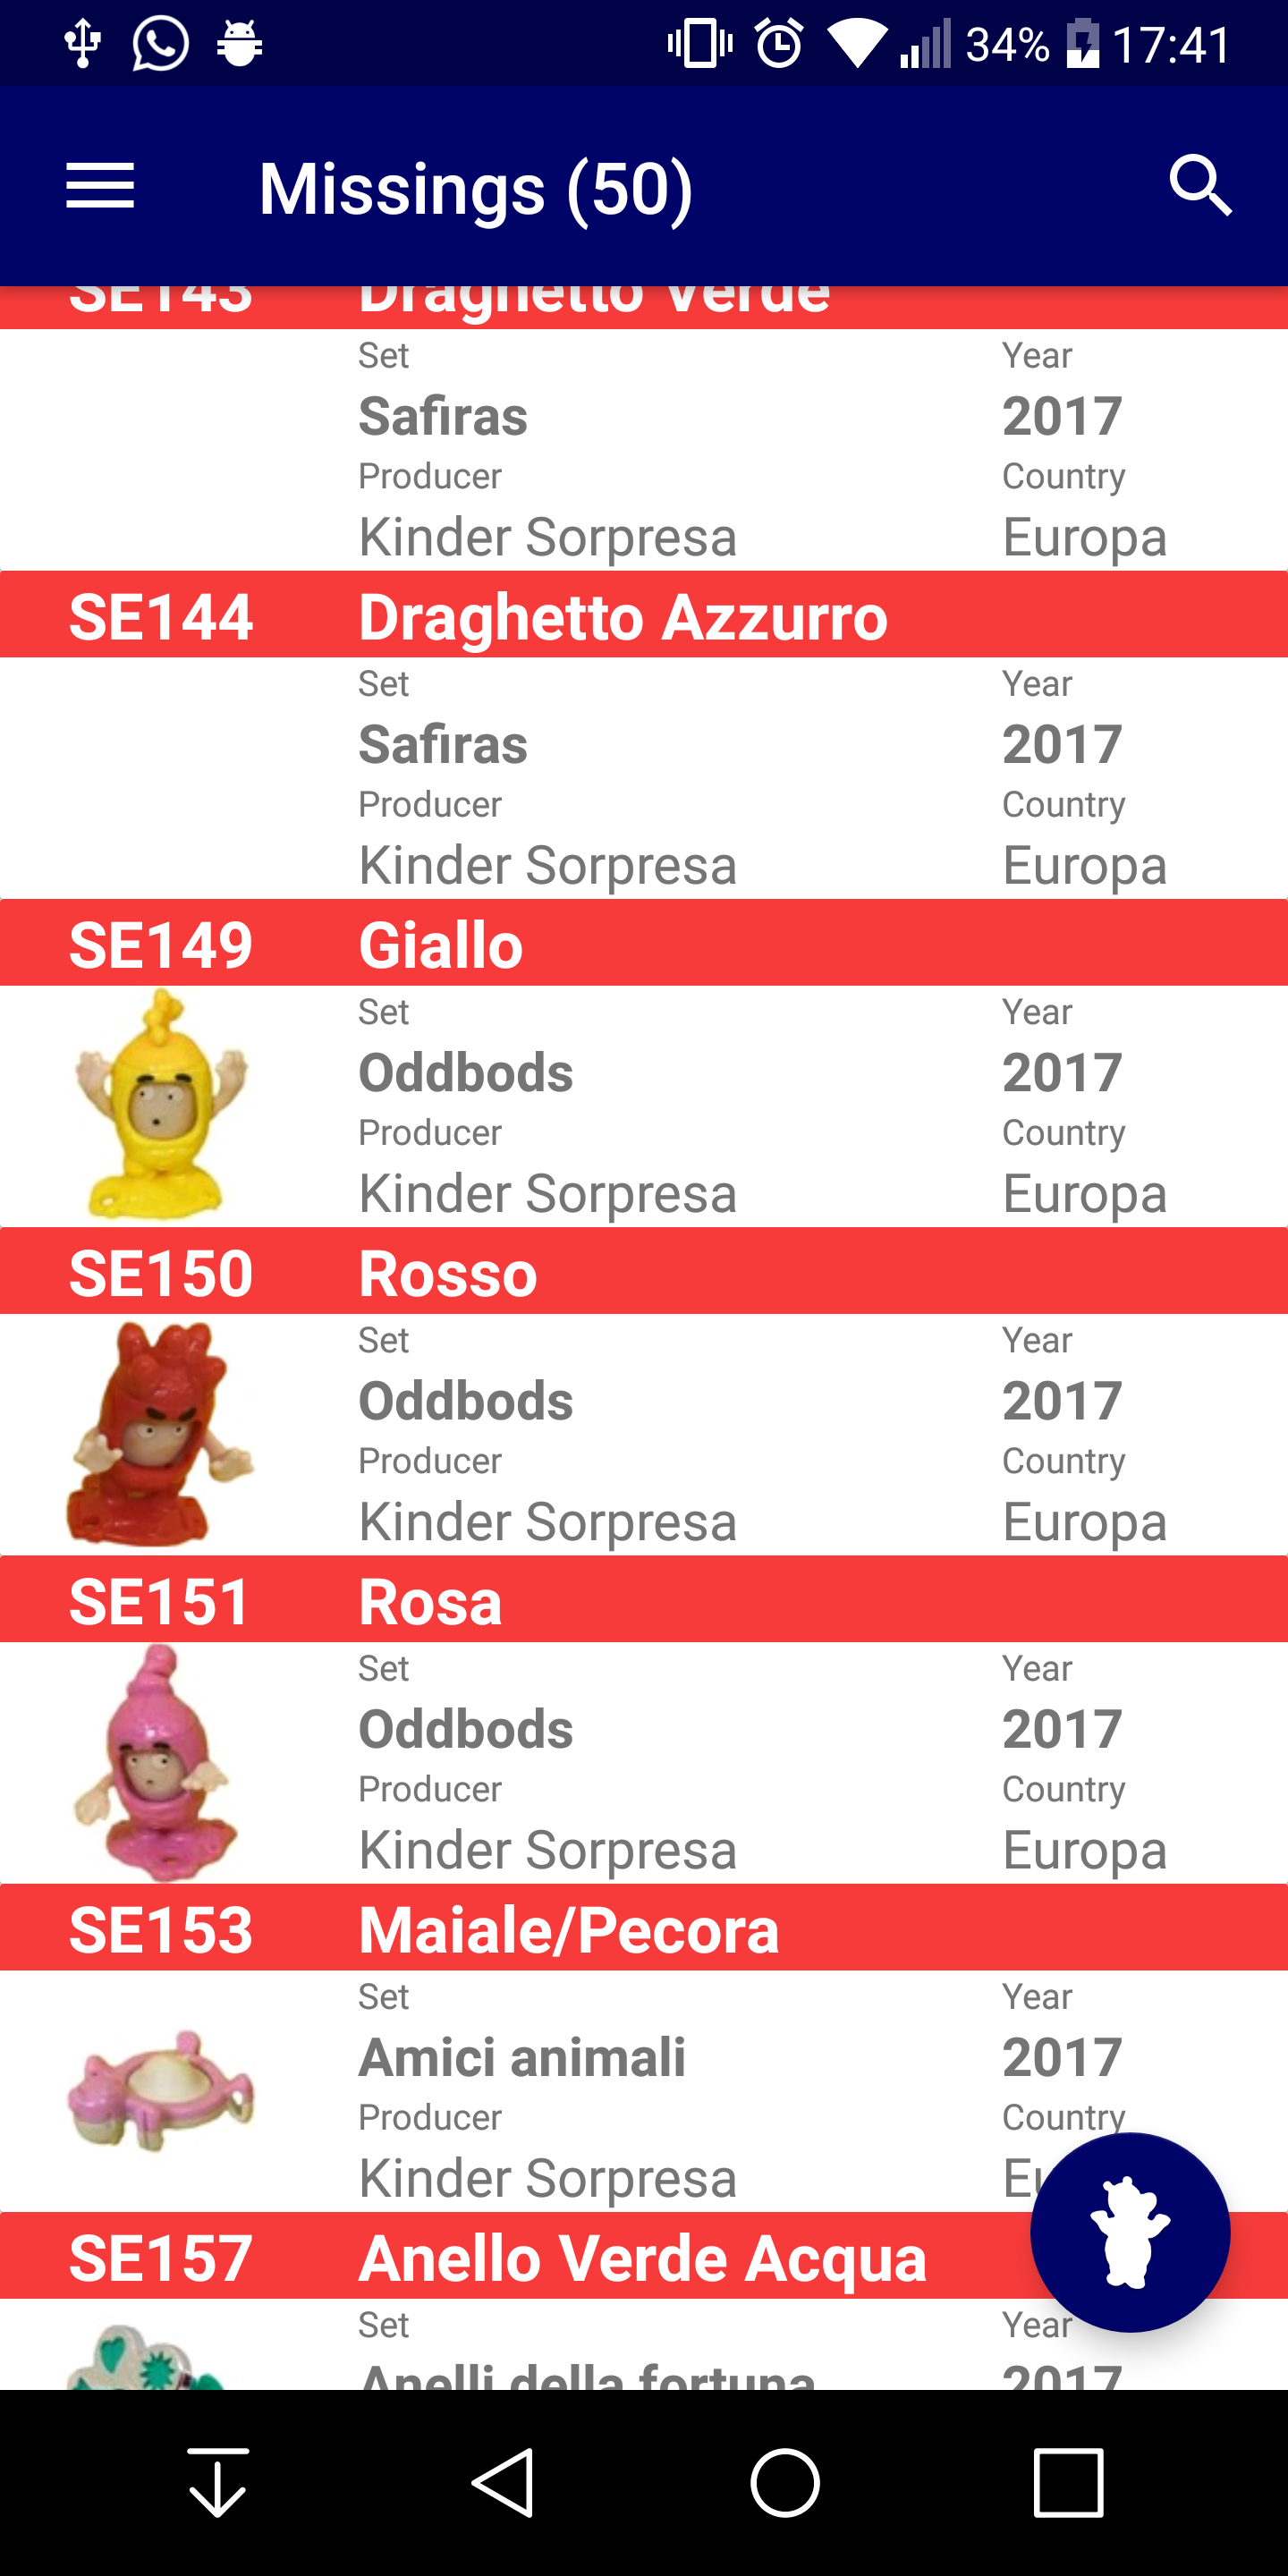 34% 17:41
Missings (50)
SE143 Draghetto Verde
Set Year
Safiras 2017
Producer Country
Kinder Sorpresa Europa
SE144 Draghetto Azzurro
Set Year
Safiras 2017
Producer Country
Kinder Sorpresa Europa
SE149 Giallo
Set Year
Oddbods 2017
Producer Country
Kinder Sorpresa Europa
SE150 Rosso
Set Year
Oddbods 2017
Producer Country
Kinder Sorpresa Europa
SE151 Rosa
Set Year
Oddbods 2017
Producer Country
Kinder Sorpresa Europa
SE153 Maiale/Pecora
Set Year
Amici animali 2017
Producer Country
Kinder Sorpresa
SE157 Anello Verde Acqua
Set Year
Anelli della fortuna 2017